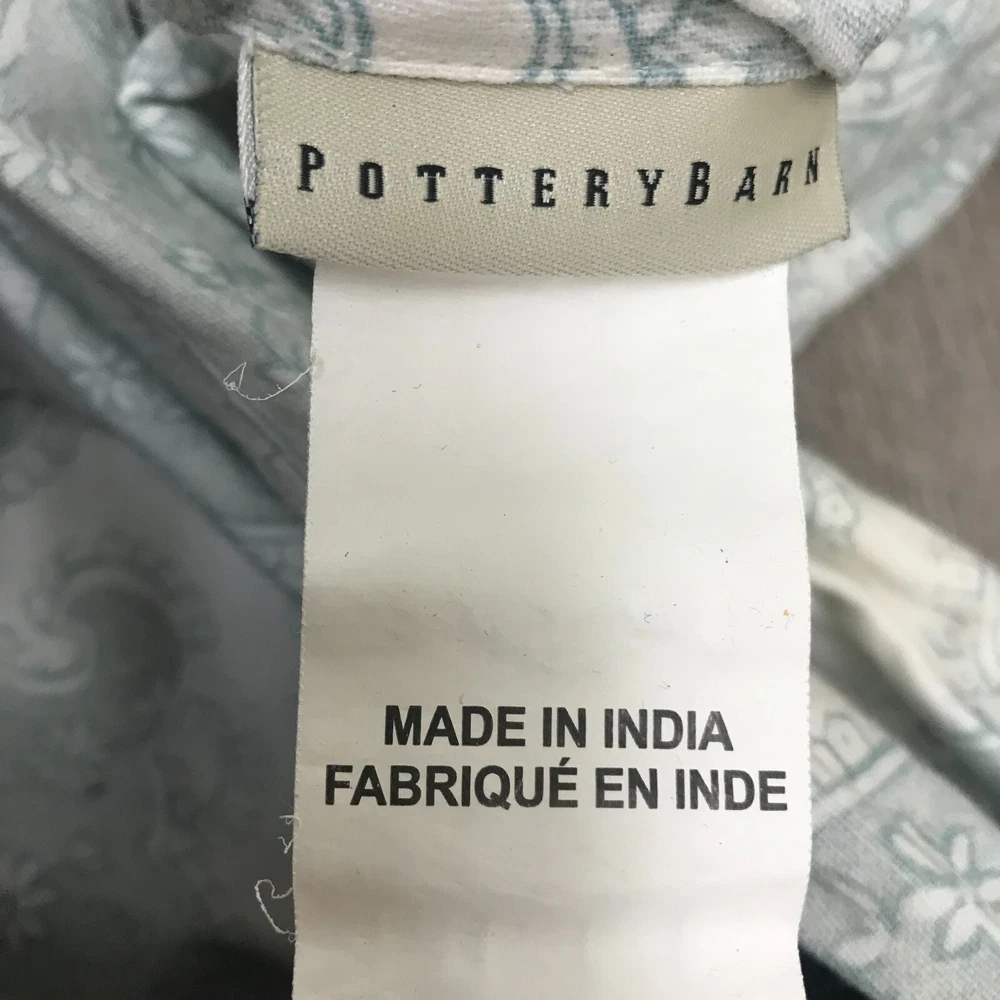 POTTERYBARN
MADE IN INDIA
FABRIQUÉ EN INDE